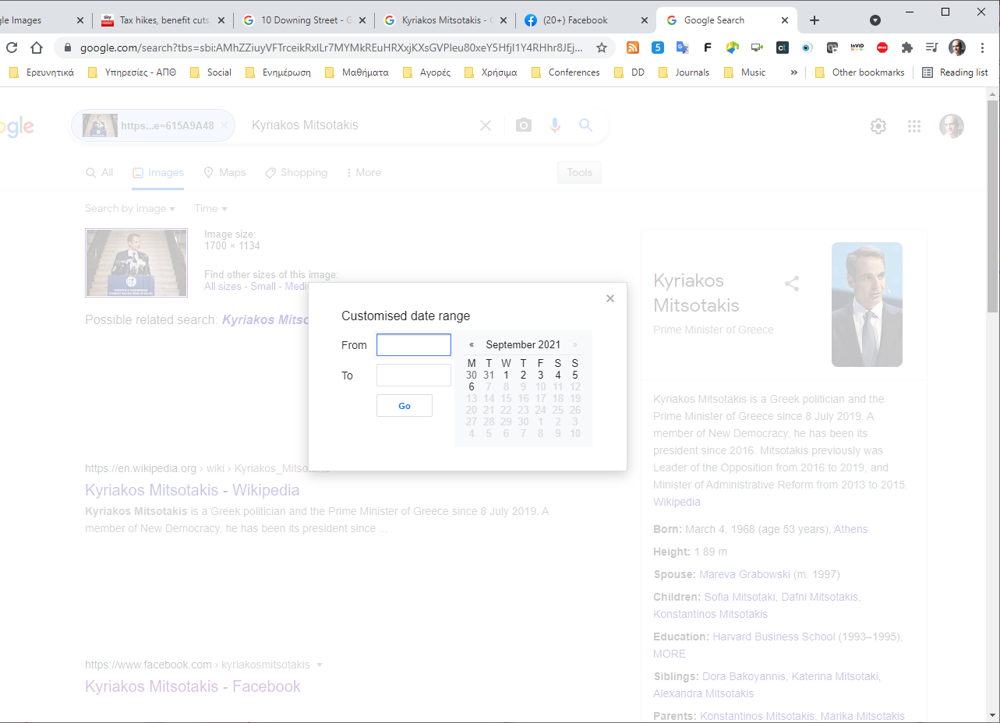 le Images
sky news
Tax hikes, benefit cuts,
10 Downing Street - G
Kyriakos Mitsotakis - G
(20+) Facebook
Google Search
google.com/search?tbs=sbi:AMhZZiuyVFTrceikRxlLr7MYMkREuHRXxjKXsGVPIeu80xeY5Hfjl1Y4RHhr8JEj...
5
F
ct
InVID
Ερευνητικά
Υπηρεσίες - ΑΠΘ
Social
Ενημέρωση
Μαθήματα
Αγορές
Χρήσιμα
Conferences
DD
Journals
Music
»
Other bookmarks
Reading list
ogle
https...e=615A9A48 ×
Kyriakos Mitsotakis
All
Images
Maps
Shopping
More
Tools
Search by image
Time
Image size:
1700 × 1134
Find other sizes of this image:
All sizes - Small - Medi
Possible related search: Kyriakos Mitso
Customised date range
From
To
Go
« September 2021 »
M T W T F S S
30 31 1 2 3 4 5
6 7 8 9 10 11 12
13 14 15 16 17 18 19
20 21 22 23 24 25 26
27 28 29 30 1 2 3
4 5 6 7 8 9 10
https://en.wikipedia.org › wiki › Kyriakos_Mitsotakis
Kyriakos Mitsotakis - Wikipedia
Kyriakos Mitsotakis is a Greek politician and the Prime Minister of Greece since 8 July 2019. A
member of New Democracy, he has been its president since ...
https://www.facebook.com › kyriakosmitsotakis
Kyriakos Mitsotakis - Facebook
Kyriakos
Mitsotakis
Prime Minister of Greece
Kyriakos Mitsotakis is a Greek politician and the
Prime Minister of Greece since 8 July 2019. A
member of New Democracy, he has been its
president since 2016. Mitsotakis previously was
Leader of the Opposition from 2016 to 2019, and
Minister of Administrative Reform from 2013 to 2015.
Wikipedia
Born: March 4, 1968 (age 53 years), Athens
Height: 1.89 m
Spouse: Mareva Grabowski (m. 1997)
Children: Sofia Mitsotaki, Dafni Mitsotakis,
Konstantinos Mitsotakis
Education: Harvard Business School (1993–1995),
MORE
Siblings: Dora Bakoyannis, Katerina Mitsotaki,
Alexandra Mitsotakis
Parents: Konstantinos Mitsotakis, Marika Mitsotakis